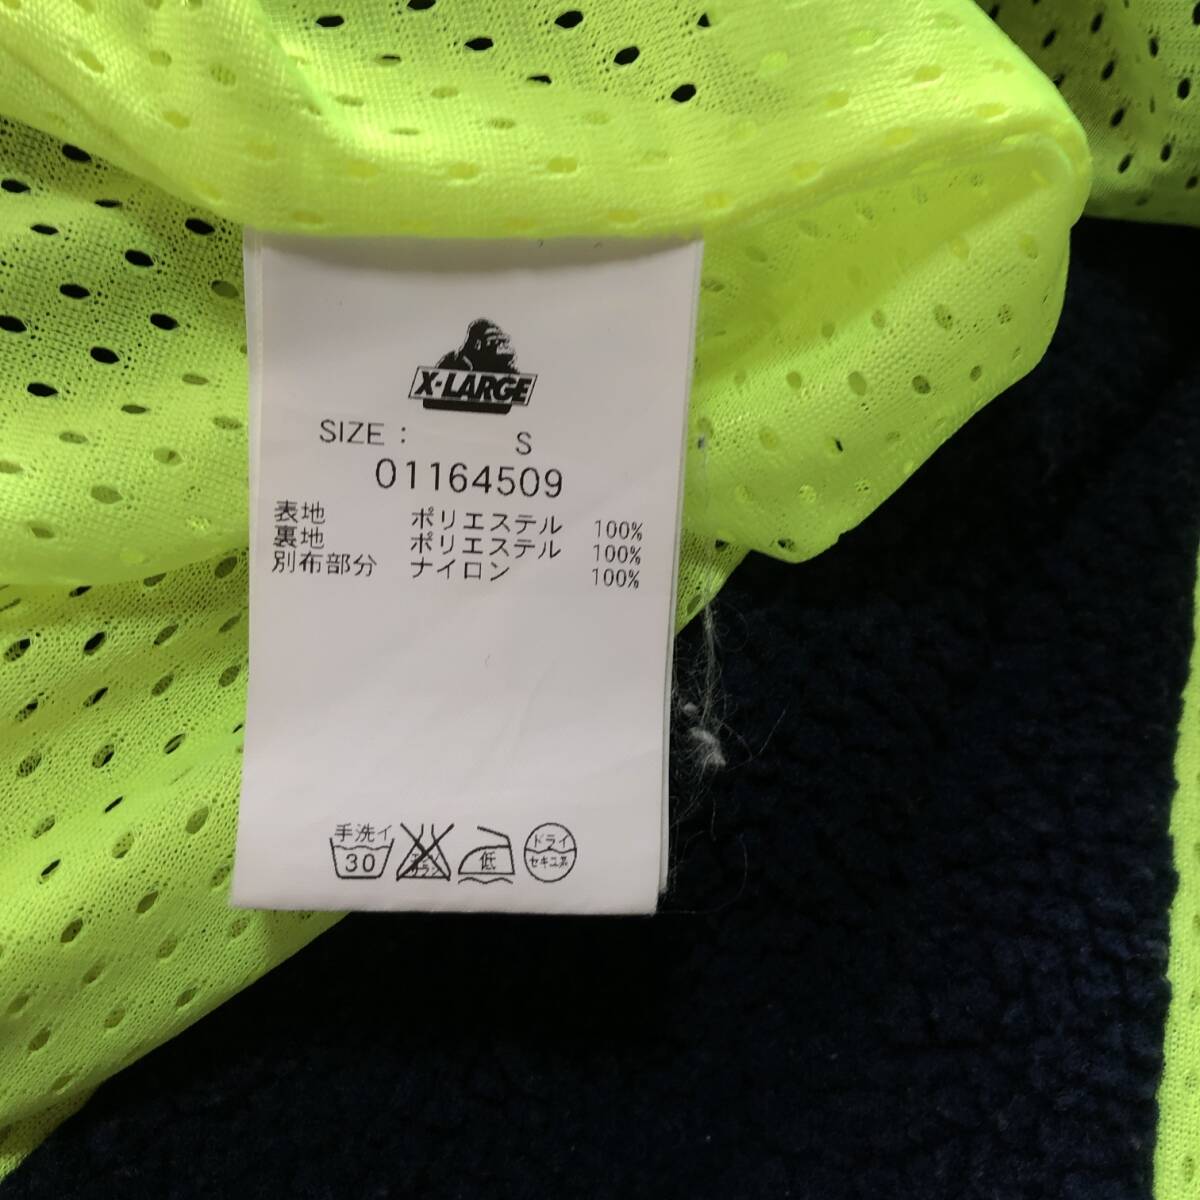 X-LARGE
SIZE : S
01164509
表地 ポリエステル 100%
裏地 ポリエステル 100%
別布部分 ナイロン 100%
手洗イ
30
低
ドライ
セキユ系